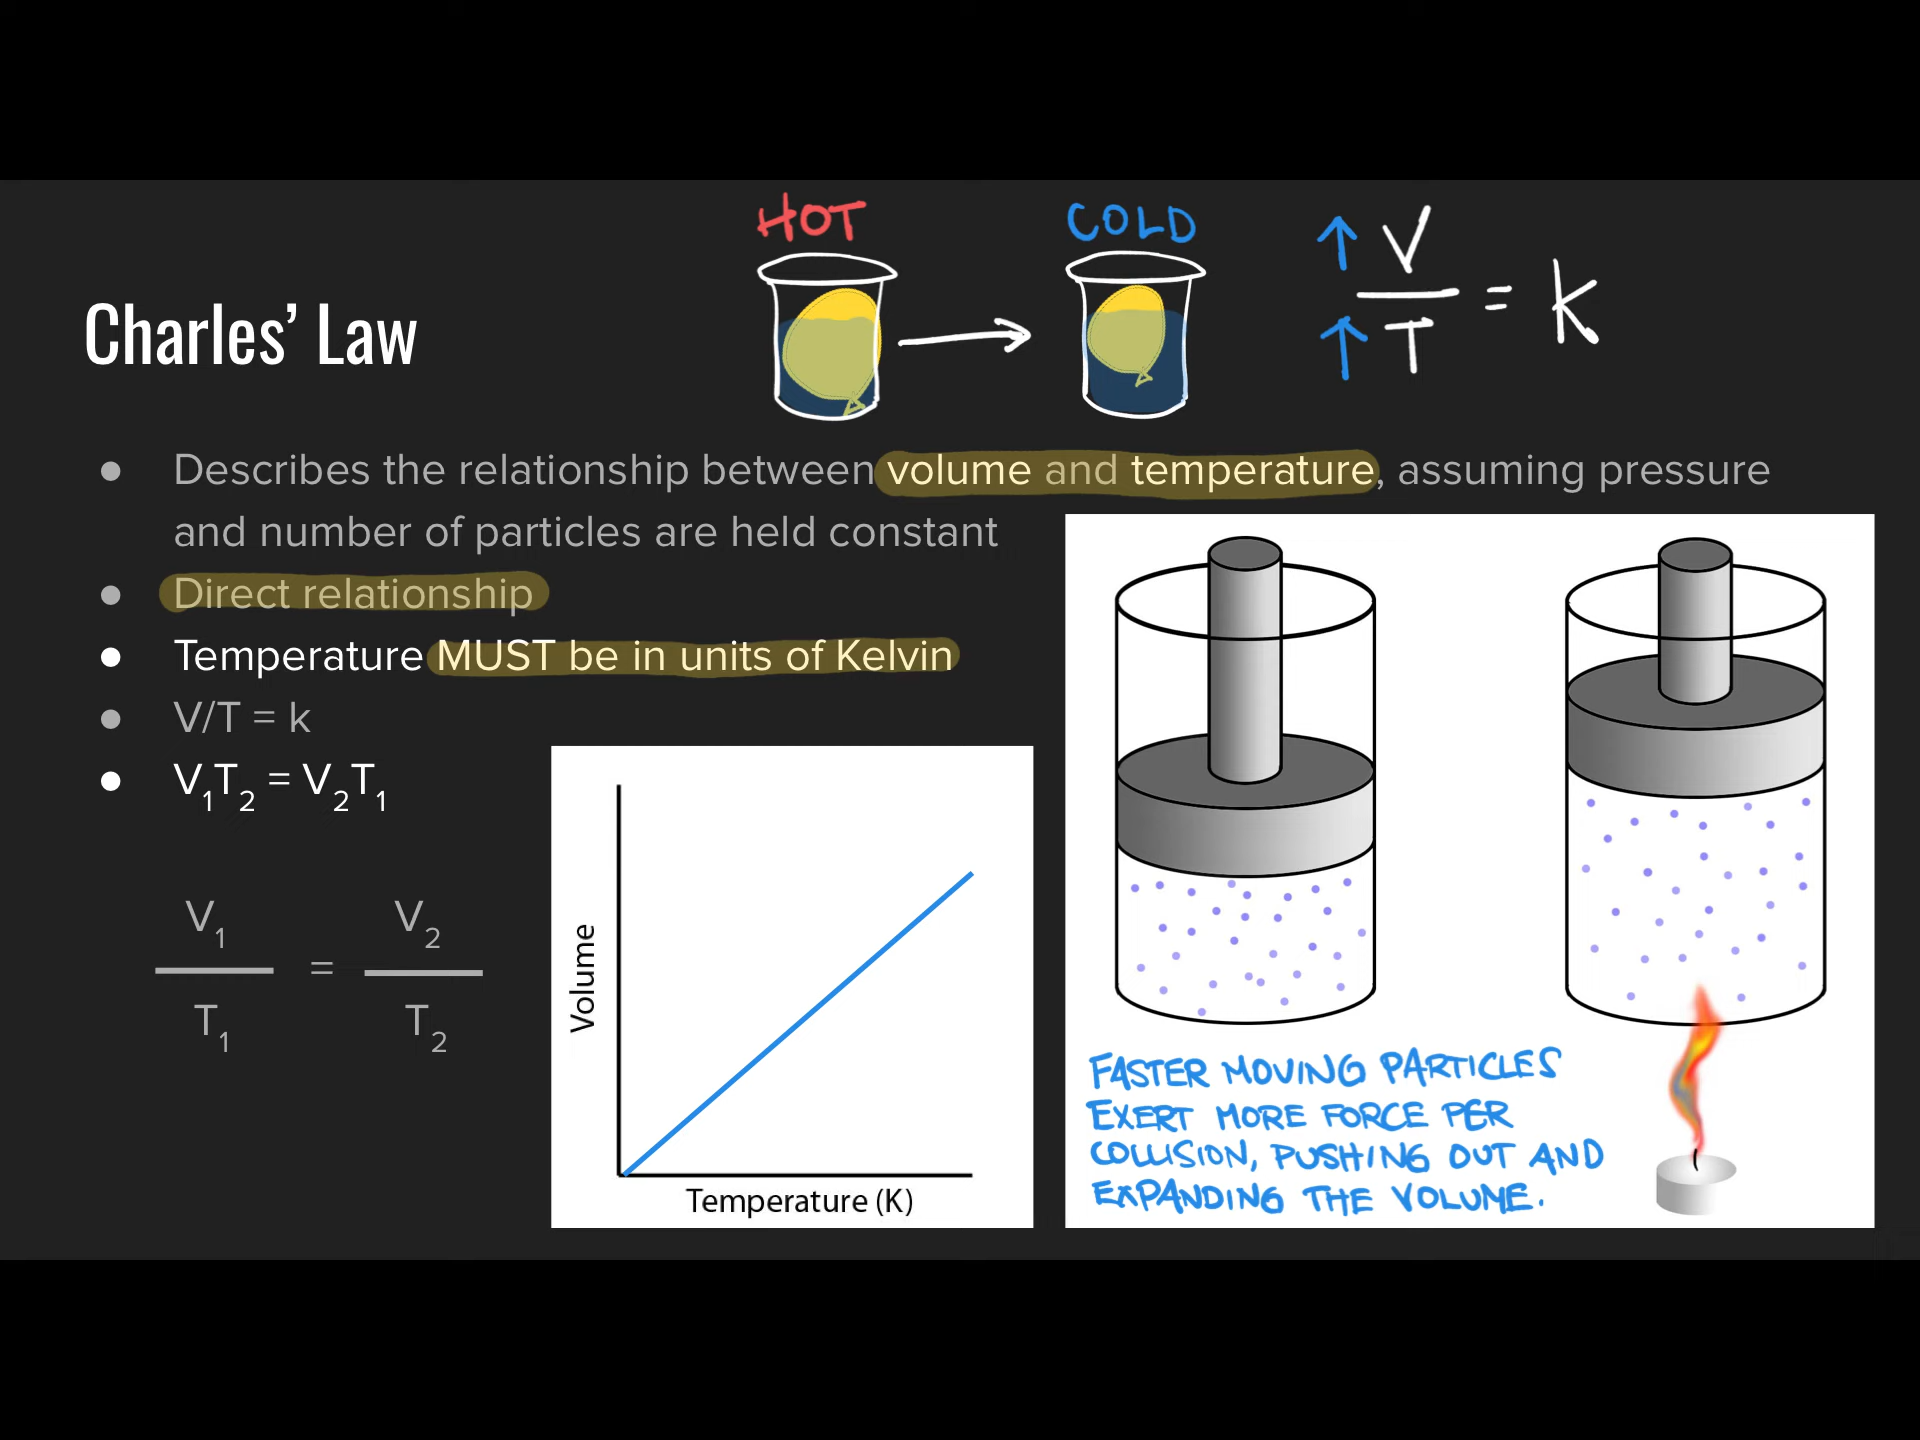 HOT
COLD
↑ V
― = k
↑ T
Charles’ Law
● Describes the relationship between volume and temperature, assuming pressure
and number of particles are held constant
● Direct relationship
● Temperature MUST be in units of Kelvin
● V/T = k
● V₁T₂ = V₂T₁
V₁ V₂
― = ―
T₁ T₂
Volume
Temperature (K)
FASTER MOVING PARTICLES
EXERT MORE FORCE PER
COLLISION, PUSHING OUT AND
EXPANDING THE VOLUME.